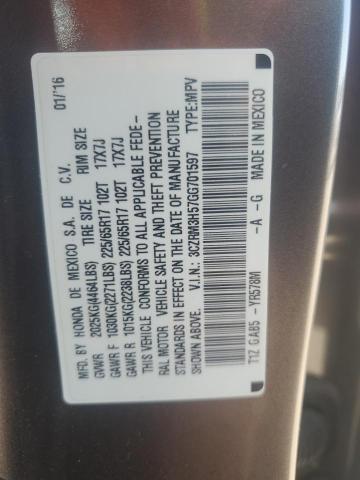 MFD. BY HONDA DE MEXICO S.A. DE C.V. 01/'16
TIRE SIZE RIM SIZE
GVWR 2025KG(4464LBS)
GAWR F 1030KG(2271LBS) 225/65R17 102T 17X7J
GAWR R 1015KG(2238LBS) 225/65R17 102T 17X7J
THIS VEHICLE CONFORMS TO ALL APPLICABLE FEDE-
RAL MOTOR VEHICLE SAFETY AND THEFT PREVENTION
STANDARDS IN EFFECT ON THE DATE OF MANUFACTURE
SHOWN ABOVE. V.I.N.: 3CZRM3H57GG701597 TYPE:MPV
T1Z GA85 -YR578M -A -G MADE IN MEXICO